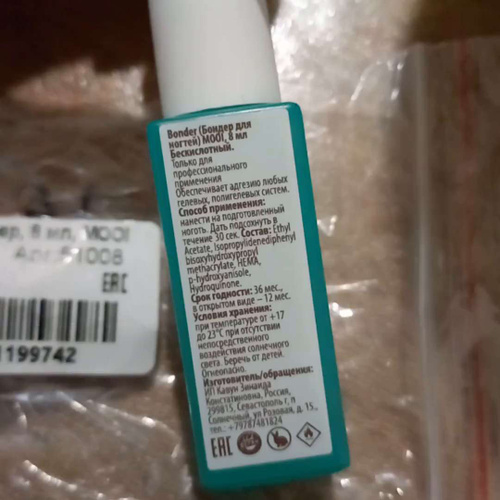 Bonder (Бондер для
ногтей) MOOI, 8 мл
Бескислотный.
Только для
профессионального
применения
Обеспечивает адгезию любых
гелевых, полигелевых систем.
Способ применения:
нанести на подготовленный
ноготь. Дать подсохнуть в
течение 30 сек. Состав: Ethyl
Acetate, Isopropylidenediphenyl
bisoxyhydroxypropyl
methacrylate, HEMA,
p-hydroxyanisole,
Hydroquinone.
Срок годности: 36 мес.,
в открытом виде – 12 мес.
Условия хранения:
при температуре от +17
до 23°С при отсутствии
непосредственного
воздействия солнечного
света. Беречь от детей.
Огнеопасно.
Изготовитель/обращения:
ИП Кавун Зинаида
Константиновна, Россия,
299815, Севастополь г, п
Солнечный, ул Розовая, д. 15.,
тел.: +79787481824
EAC
ер, 8 мл, MOOI
1008
EAC
1199742